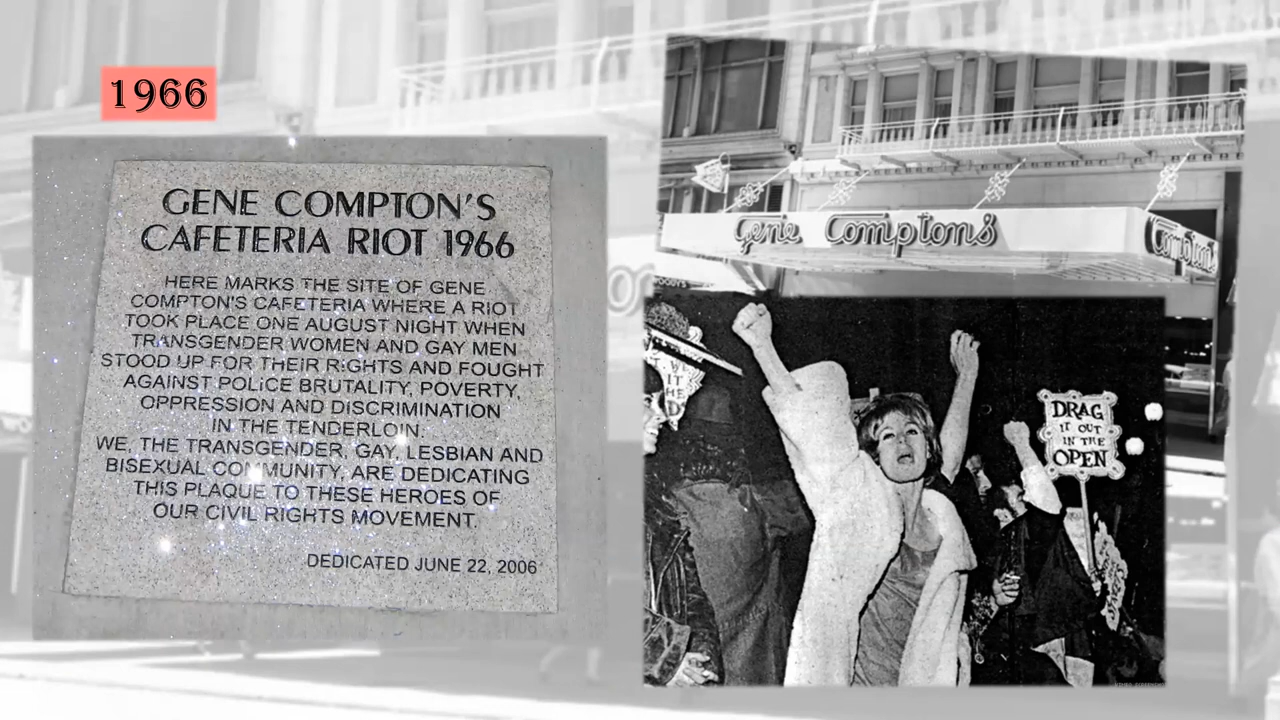 1966
GENE COMPTON'S
CAFETERIA RIOT 1966
HERE MARKS THE SITE OF GENE
COMPTON'S CAFETERIA WHERE A RIOT
TOOK PLACE ONE AUGUST NIGHT WHEN
TRANSGENDER WOMEN AND GAY MEN
STOOD UP FOR THEIR RIGHTS AND FOUGHT
AGAINST POLICE BRUTALITY, POVERTY,
OPPRESSION AND DISCRIMINATION
IN THE TENDERLOIN.
WE, THE TRANSGENDER, GAY, LESBIAN AND
BISEXUAL COMMUNITY, ARE DEDICATING
THIS PLAQUE TO THESE HEROES OF
OUR CIVIL RIGHTS MOVEMENT.
DEDICATED JUNE 22, 2006
Gene Compton's
Compton's
DRAG
IT OUT
IN THE
OPEN